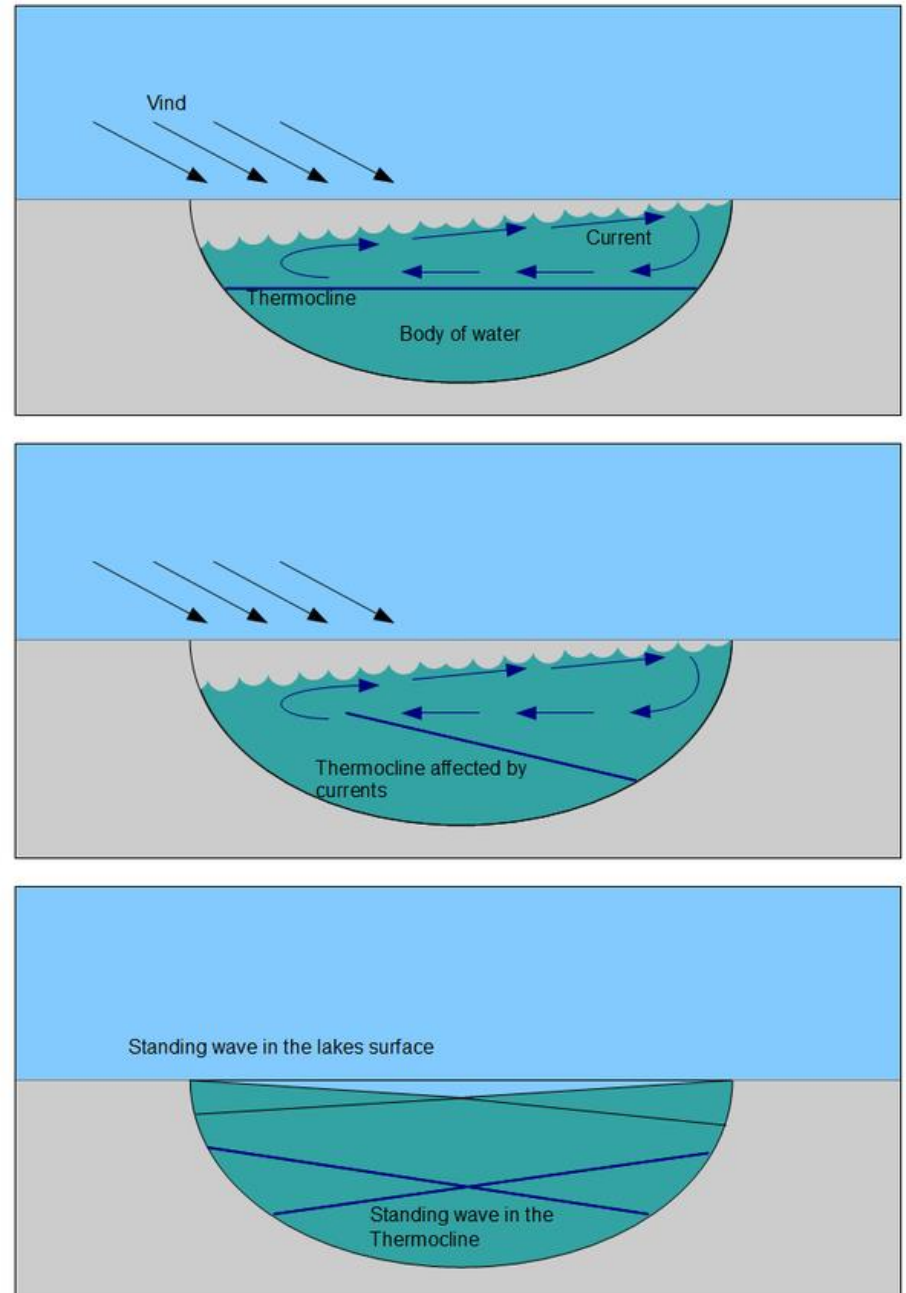 Vind
Current
Thermocline
Body of water
Thermocline affected by
currents
Standing wave in the lakes surface
Standing wave in the
Thermocline